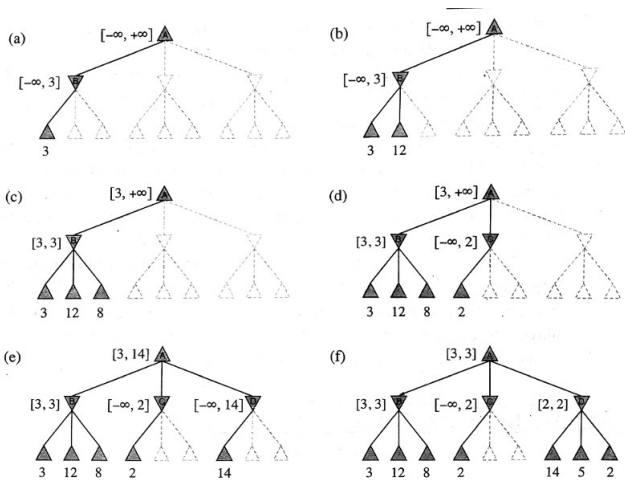 (a)
[−∞, +∞] A
[−∞, 3] B
3
(b)
[−∞, +∞] A
[−∞, 3] B
3 12
(c)
[3, +∞] A
[3, 3] B
3 12 8
(d)
[3, +∞] A
[3, 3] B [−∞, 2]
3 12 8 2
(e)
[3, 14] A
[3, 3] B [−∞, 2] C [−∞, 14] D
3 12 8 2 14
(f)
[3, 3] A
[3, 3] B [−∞, 2] C [2, 2] D
3 12 8 2 14 5 2